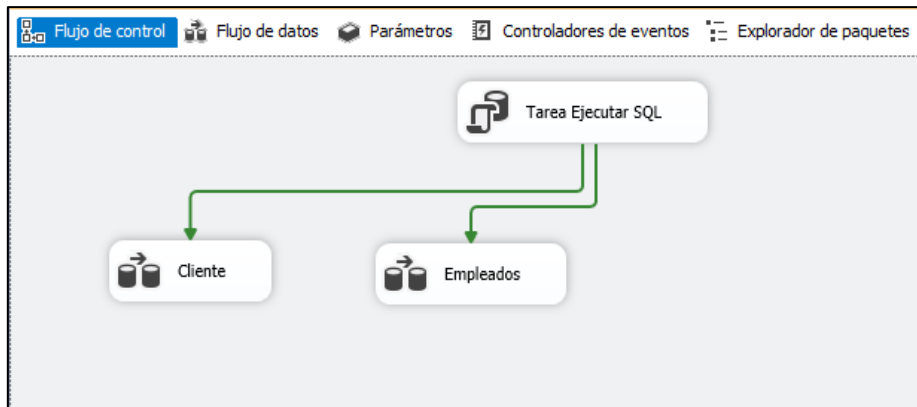 Flujo de control Flujo de datos Parámetros Controladores de eventos Explorador de paquetes
Tarea Ejecutar SQL
Cliente
Empleados